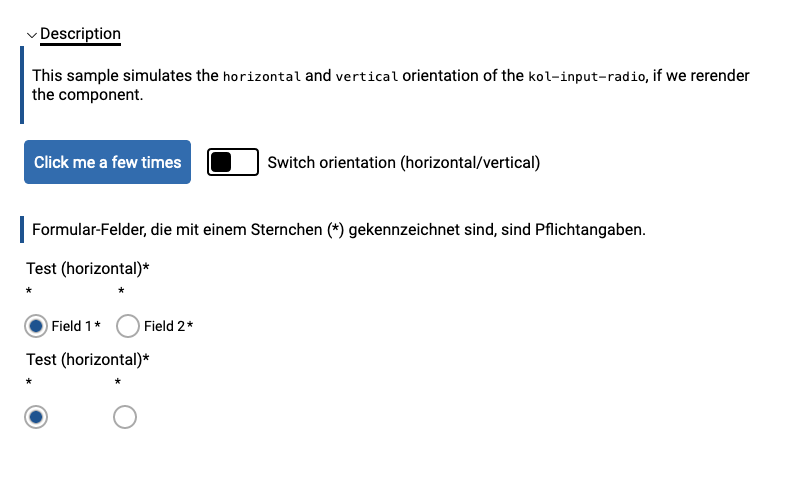 Description
This sample simulates the horizontal and vertical orientation of the kol-input-radio, if we rerender
the component.
Click me a few times Switch orientation (horizontal/vertical)
Formular-Felder, die mit einem Sternchen (*) gekennzeichnet sind, sind Pflichtangaben.
Test (horizontal)*
* *
Field 1* Field 2*
Test (horizontal)*
* *